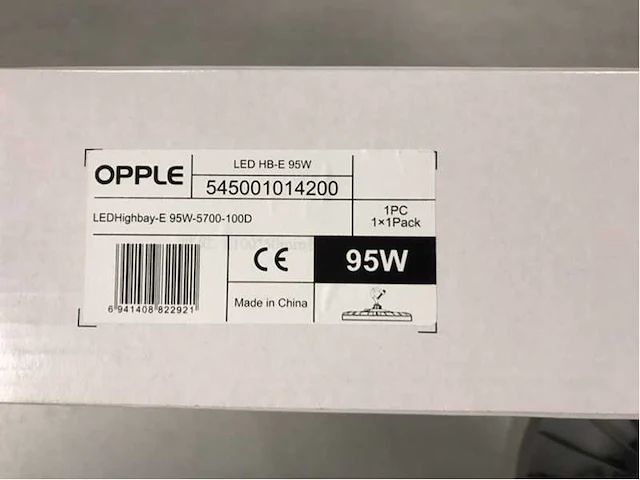 OPPLE
LED HB-E 95W
545001014200
LEDHighbay-E 95W-5700-100D
1PC
1×1Pack
CE
95W
Made in China
6 941408 822921